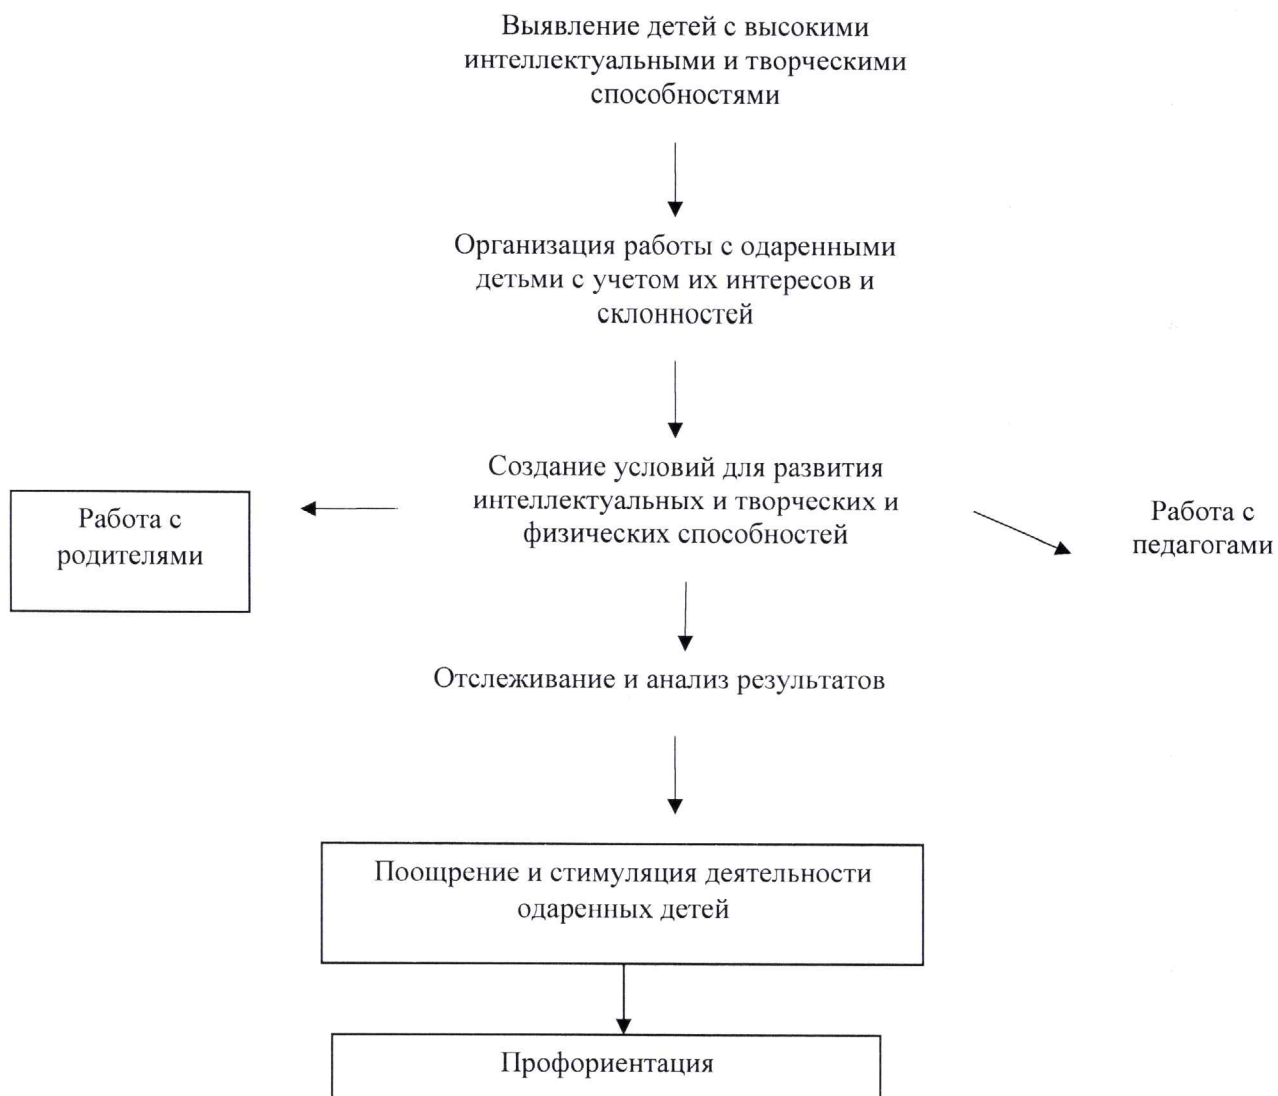 Выявление детей с высокими
интеллектуальными и творческими
способностями
Организация работы с одаренными
детьми с учетом их интересов и
склонностей
Создание условий для развития
интеллектуальных и творческих и
физических способностей
Работа с
родителями
Работа с
педагогами
Отслеживание и анализ результатов
Поощрение и стимуляция деятельности
одаренных детей
Профориентация